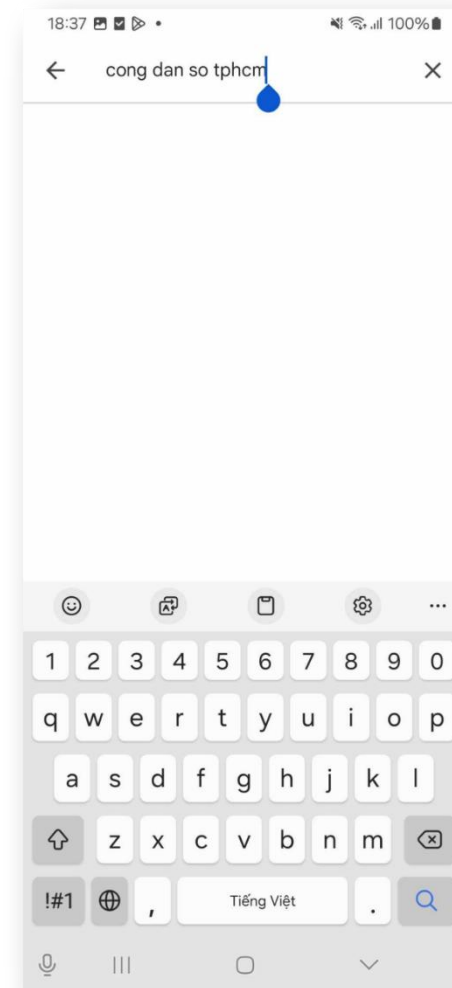 18:37 100%
cong dan so tphcm
1 2 3 4 5 6 7 8 9 0
q w e r t y u i o p
a s d f g h j k l
z x c v b n m
!#1 , Tiếng Việt .